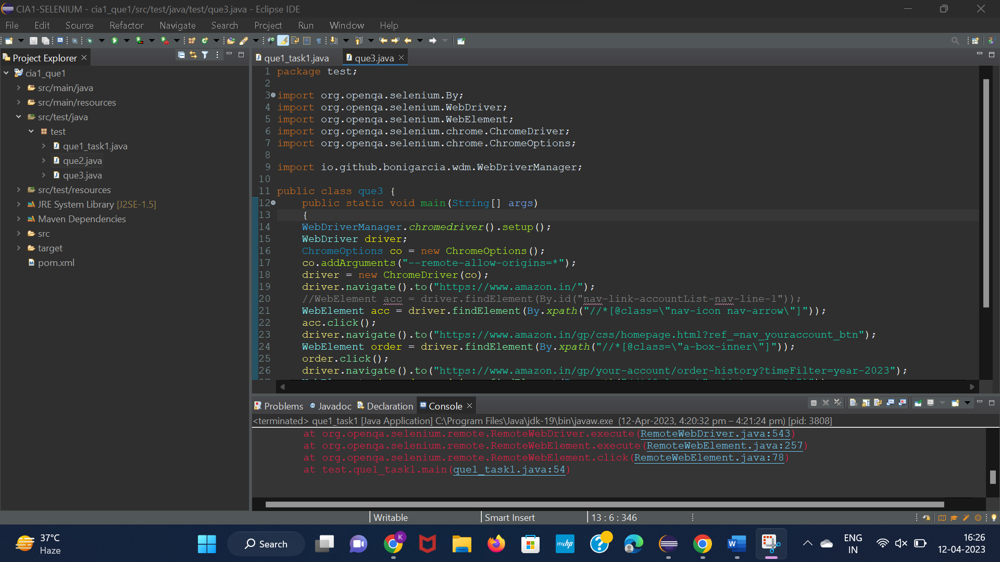 CIA1-SELENIUM - cia1_que1/src/test/java/test/que3.java - Eclipse IDE
File Edit Source Refactor Navigate Search Project Run Window Help
Project Explorer
cia1_que1
src/main/java
src/main/resources
src/test/java
test
que1_task1.java
que2.java
que3.java
src/test/resources
JRE System Library [J2SE-1.5]
Maven Dependencies
src
target
pom.xml
que1_task1.java que3.java
1 package test;
2
3 import org.openqa.selenium.By;
4 import org.openqa.selenium.WebDriver;
5 import org.openqa.selenium.WebElement;
6 import org.openqa.selenium.chrome.ChromeDriver;
7 import org.openqa.selenium.chrome.ChromeOptions;
8
9 import io.github.bonigarcia.wdm.WebDriverManager;
10
11 public class que3 {
12 public static void main(String[] args)
13 {
14 WebDriverManager.chromedriver().setup();
15 WebDriver driver;
16 ChromeOptions co = new ChromeOptions();
17 co.addArguments("--remote-allow-origins=*");
18 driver = new ChromeDriver(co);
19 driver.navigate().to("https://www.amazon.in/");
20 //WebElement acc = driver.findElement(By.id("nav-link-accountList-nav-line-1"));
21 WebElement acc = driver.findElement(By.xpath("//*[@class=\"nav-icon nav-arrow\"]"));
22 acc.click();
23 driver.navigate().to("https://www.amazon.in/gp/css/homepage.html?ref_=nav_youraccount_btn");
24 WebElement order = driver.findElement(By.xpath("//*[@class=\"a-box-inner\"]"));
25 order.click();
26 driver.navigate().to("https://www.amazon.in/gp/your-account/order-history?timeFilter=year-2023");
Problems Javadoc Declaration Console
<terminated> que1_task1 [Java Application] C:\Program Files\Java\jdk-19\bin\javaw.exe (12-Apr-2023, 4:20:32 pm – 4:21:24 pm) [pid: 3808]
at org.openqa.selenium.remote.RemoteWebDriver.execute(RemoteWebDriver.java:543)
at org.openqa.selenium.remote.RemoteWebElement.execute(RemoteWebElement.java:257)
at org.openqa.selenium.remote.RemoteWebElement.click(RemoteWebElement.java:78)
at test.que1_task1.main(que1_task1.java:54)
Writable Smart Insert 13 : 6 : 346
37°C
Haze
Search
K
myhp
W
ENG
IN
16:26
12-04-2023